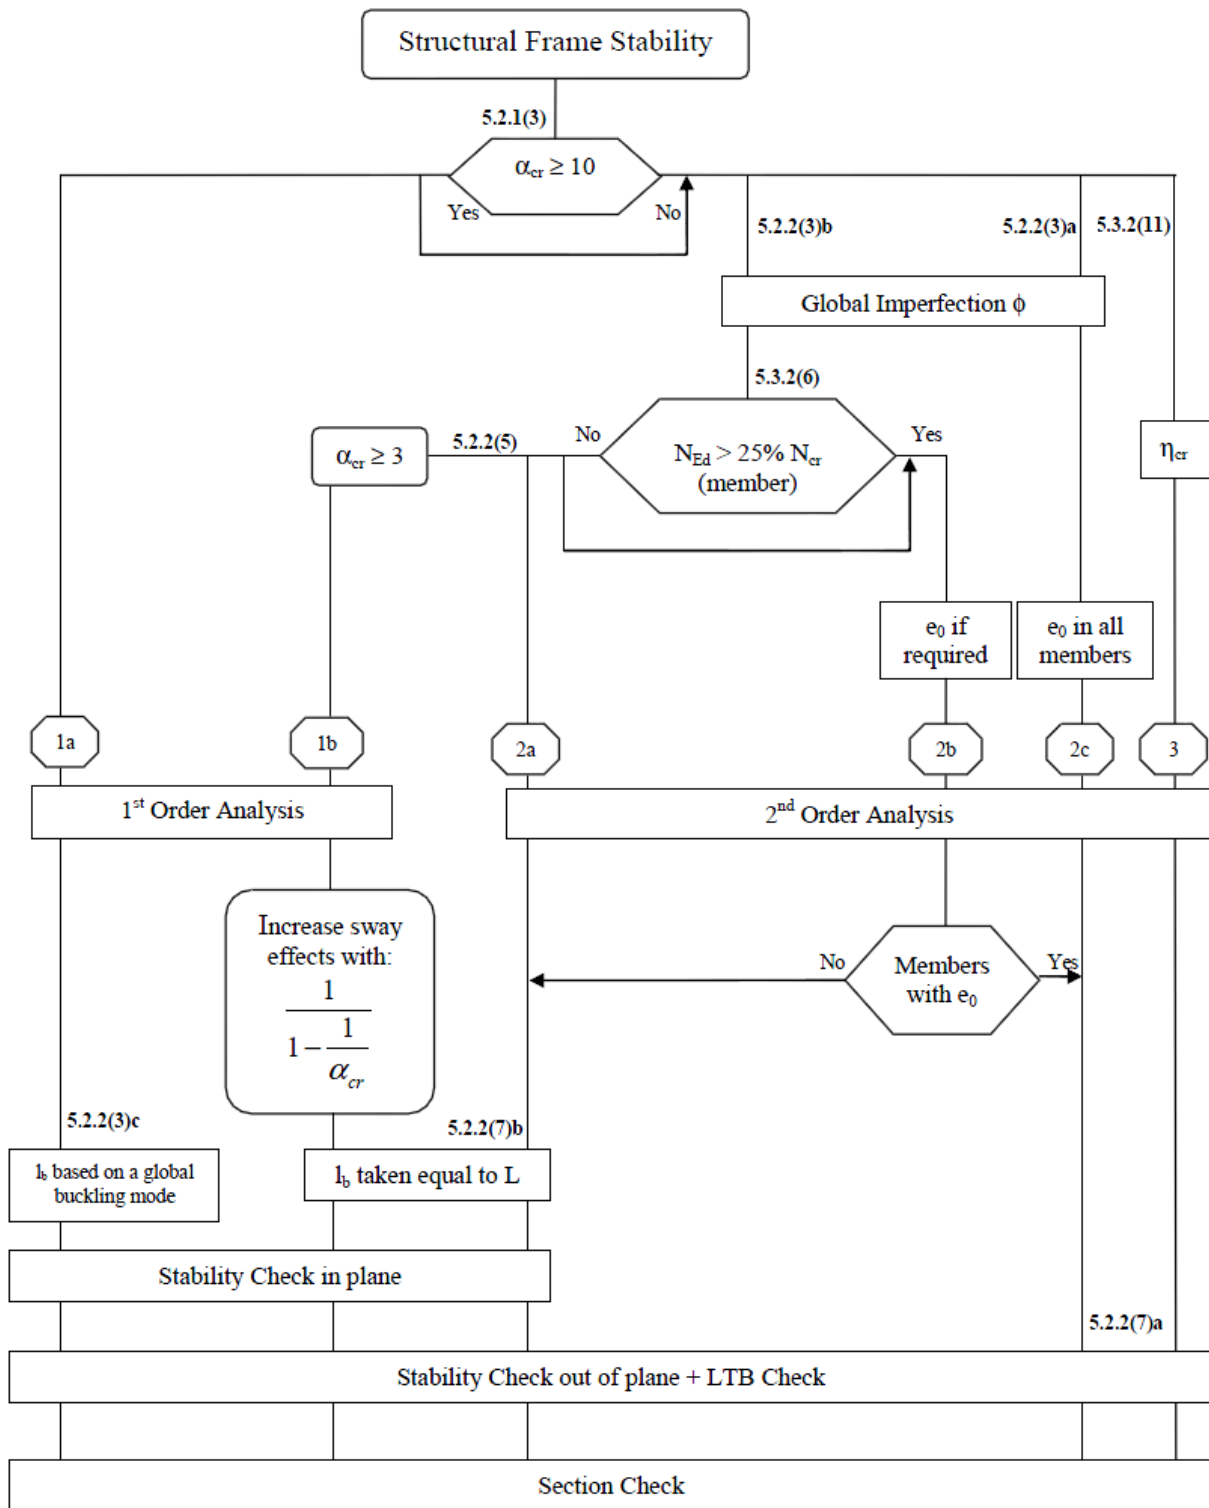 Structural Frame Stability
5.2.1(3)
αcr ≥ 10
Yes
No
5.2.2(3)b
5.2.2(3)a
5.3.2(11)
Global Imperfection ϕ
5.3.2(6)
αcr ≥ 3
5.2.2(5)
No
NEd > 25% Ncr
(member)
Yes
ηcr
e0 if
required
e0 in all
members
1a
1b
2a
2b
2c
3
1st Order Analysis
2nd Order Analysis
Increase sway
effects with:
1
1 − 1
αcr
No
Members
with e0
Yes
5.2.2(3)c
5.2.2(7)b
lb based on a global
buckling mode
lb taken equal to L
Stability Check in plane
5.2.2(7)a
Stability Check out of plane + LTB Check
Section Check